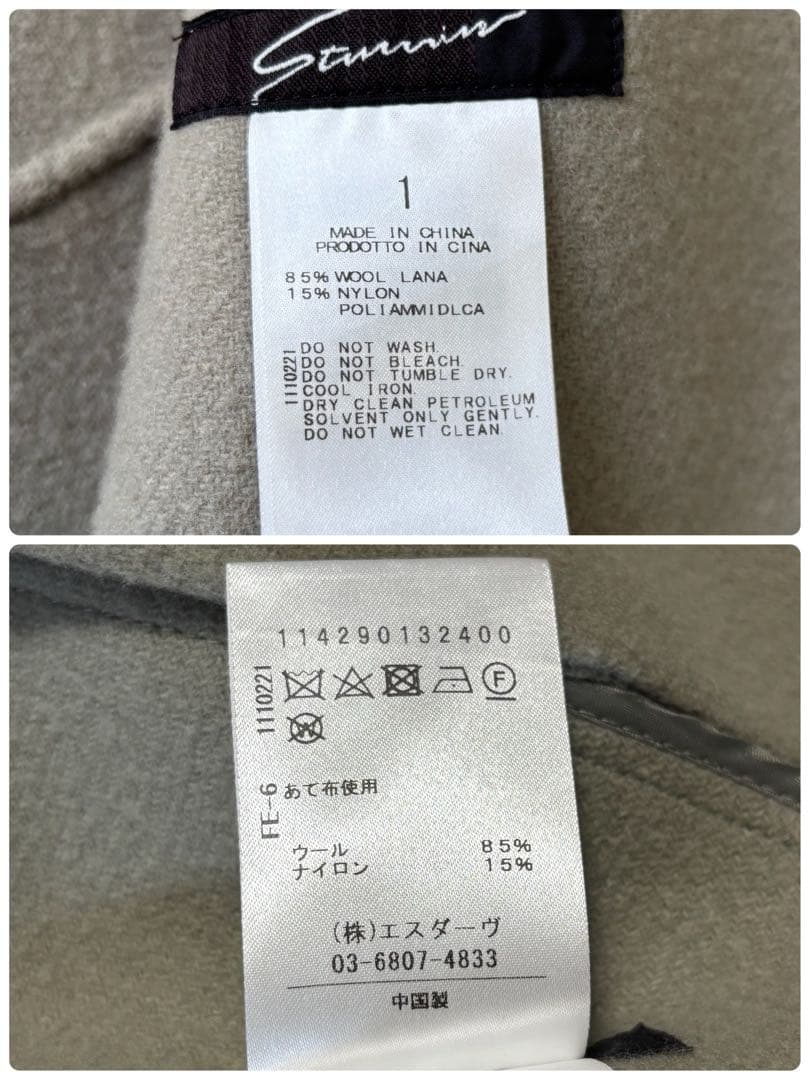 1
MADE IN CHINA
PRODOTTO IN CINA
85% WOOL LANA
15% NYLON
POLIAMMIDLCA
1110221
DO NOT WASH.
DO NOT BLEACH.
DO NOT TUMBLE DRY.
COOL IRON.
DRY CLEAN PETROLEUM
SOLVENT ONLY GENTLY.
DO NOT WET CLEAN.
114290132400
1110221
F
W
FE-6
あて布使用
ウール 85%
ナイロン 15%
(株)エスダーヴ
03-6807-4833
中国製